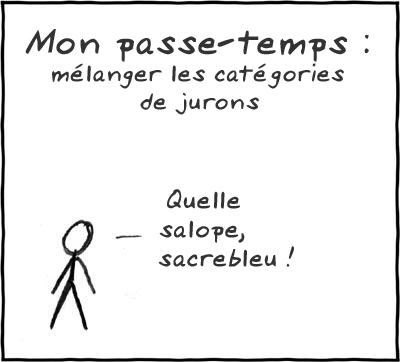 Mon passe-temps :
mélanger les catégories
de jurons
Quelle
salope,
sacrebleu !